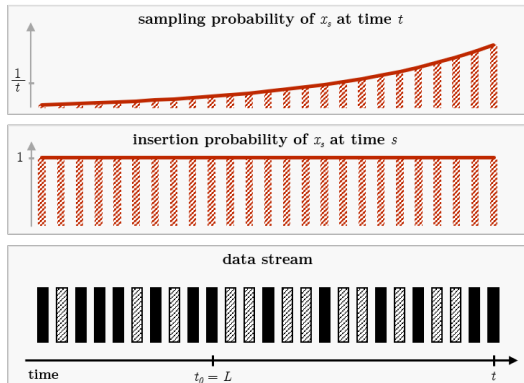 sampling probability of x_s at time t
1/t
insertion probability of x_s at time s
1
data stream
time
t_0 = L
t